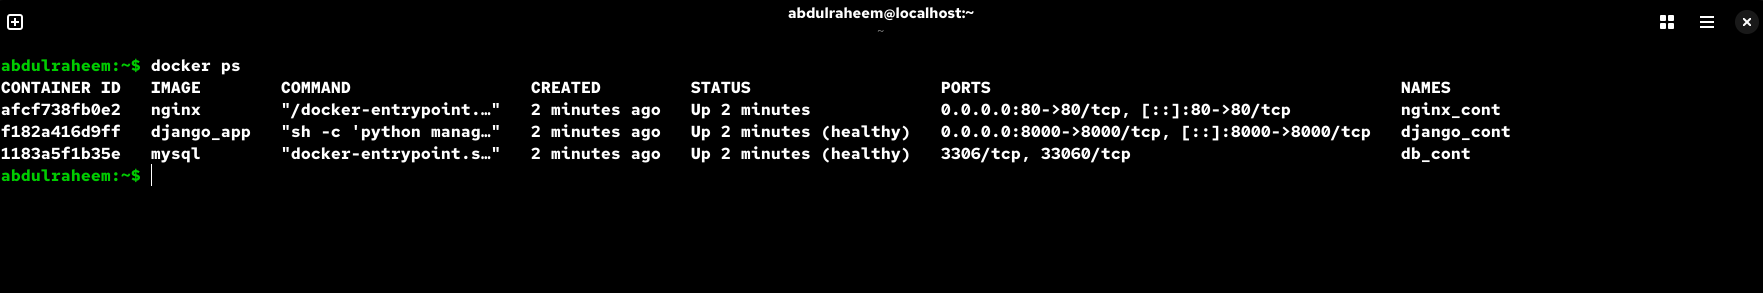 abdulraheem@localhost:~
~
abdulraheem:~$ docker ps
CONTAINER ID   IMAGE        COMMAND                  CREATED         STATUS                   PORTS                                         NAMES
afcf738fb0e2   nginx        "/docker-entrypoint.…"   2 minutes ago   Up 2 minutes             0.0.0.0:80->80/tcp, [::]:80->80/tcp           nginx_cont
f182a416d9ff   django_app   "sh -c 'python manag…"   2 minutes ago   Up 2 minutes (healthy)   0.0.0.0:8000->8000/tcp, [::]:8000->8000/tcp   django_cont
1183a5f1b35e   mysql        "docker-entrypoint.s…"   2 minutes ago   Up 2 minutes (healthy)   3306/tcp, 33060/tcp                           db_cont
abdulraheem:~$